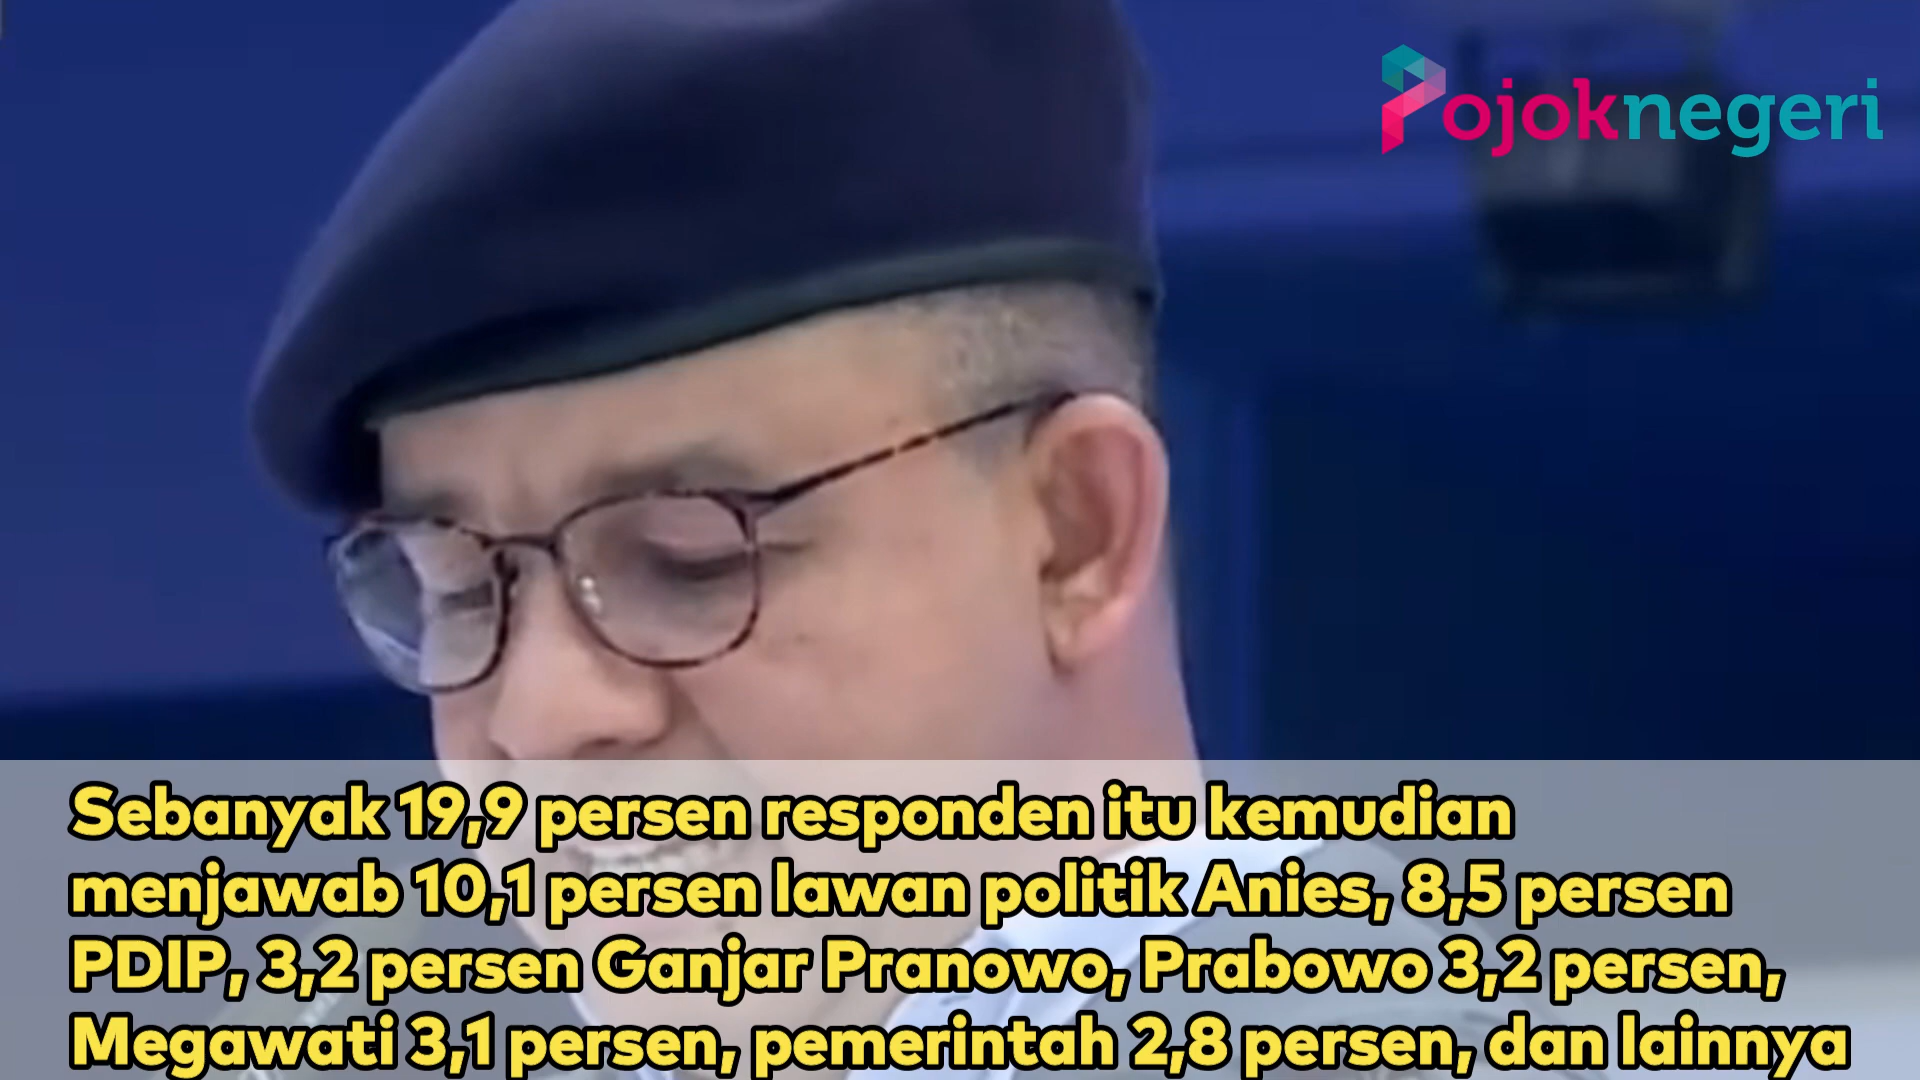 Pojoknegeri
Sebanyak 19,9 persen responden itu kemudian
menjawab 10,1 persen lawan politik Anies, 8,5 persen
PDIP, 3,2 persen Ganjar Pranowo, Prabowo 3,2 persen,
Megawati 3,1 persen, pemerintah 2,8 persen, dan lainnya